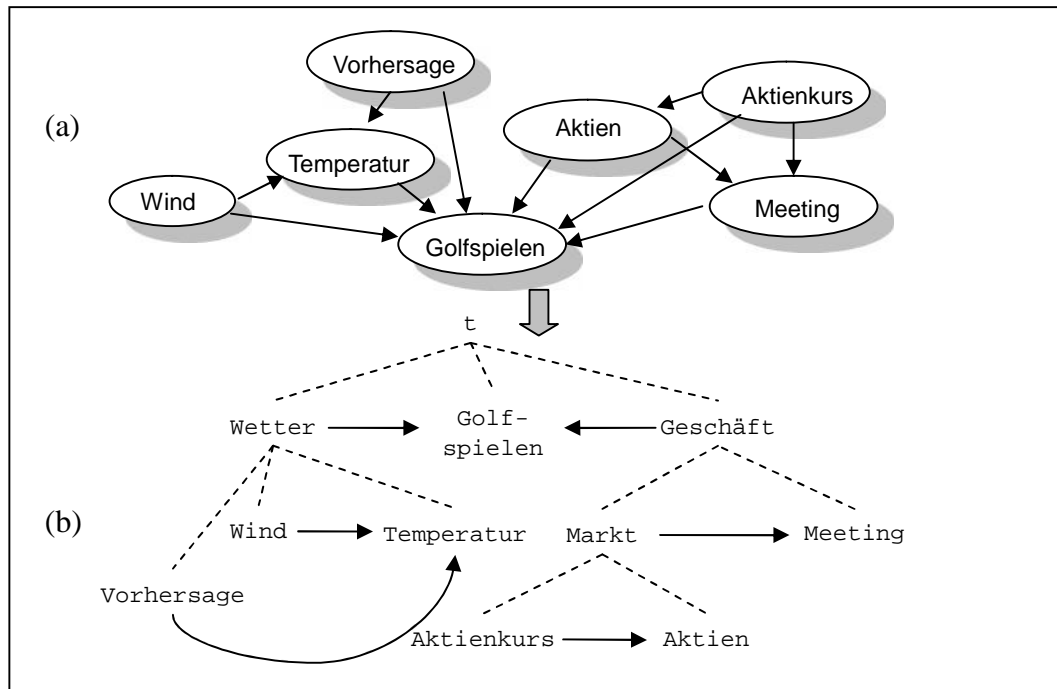 Vorhersage
Aktienkurs
(a)
Aktien
Temperatur
Wind
Meeting
Golfspielen
t
Wetter
Golf-
spielen
Geschäft
(b)
Wind
Temperatur
Markt
Meeting
Vorhersage
Aktienkurs
Aktien